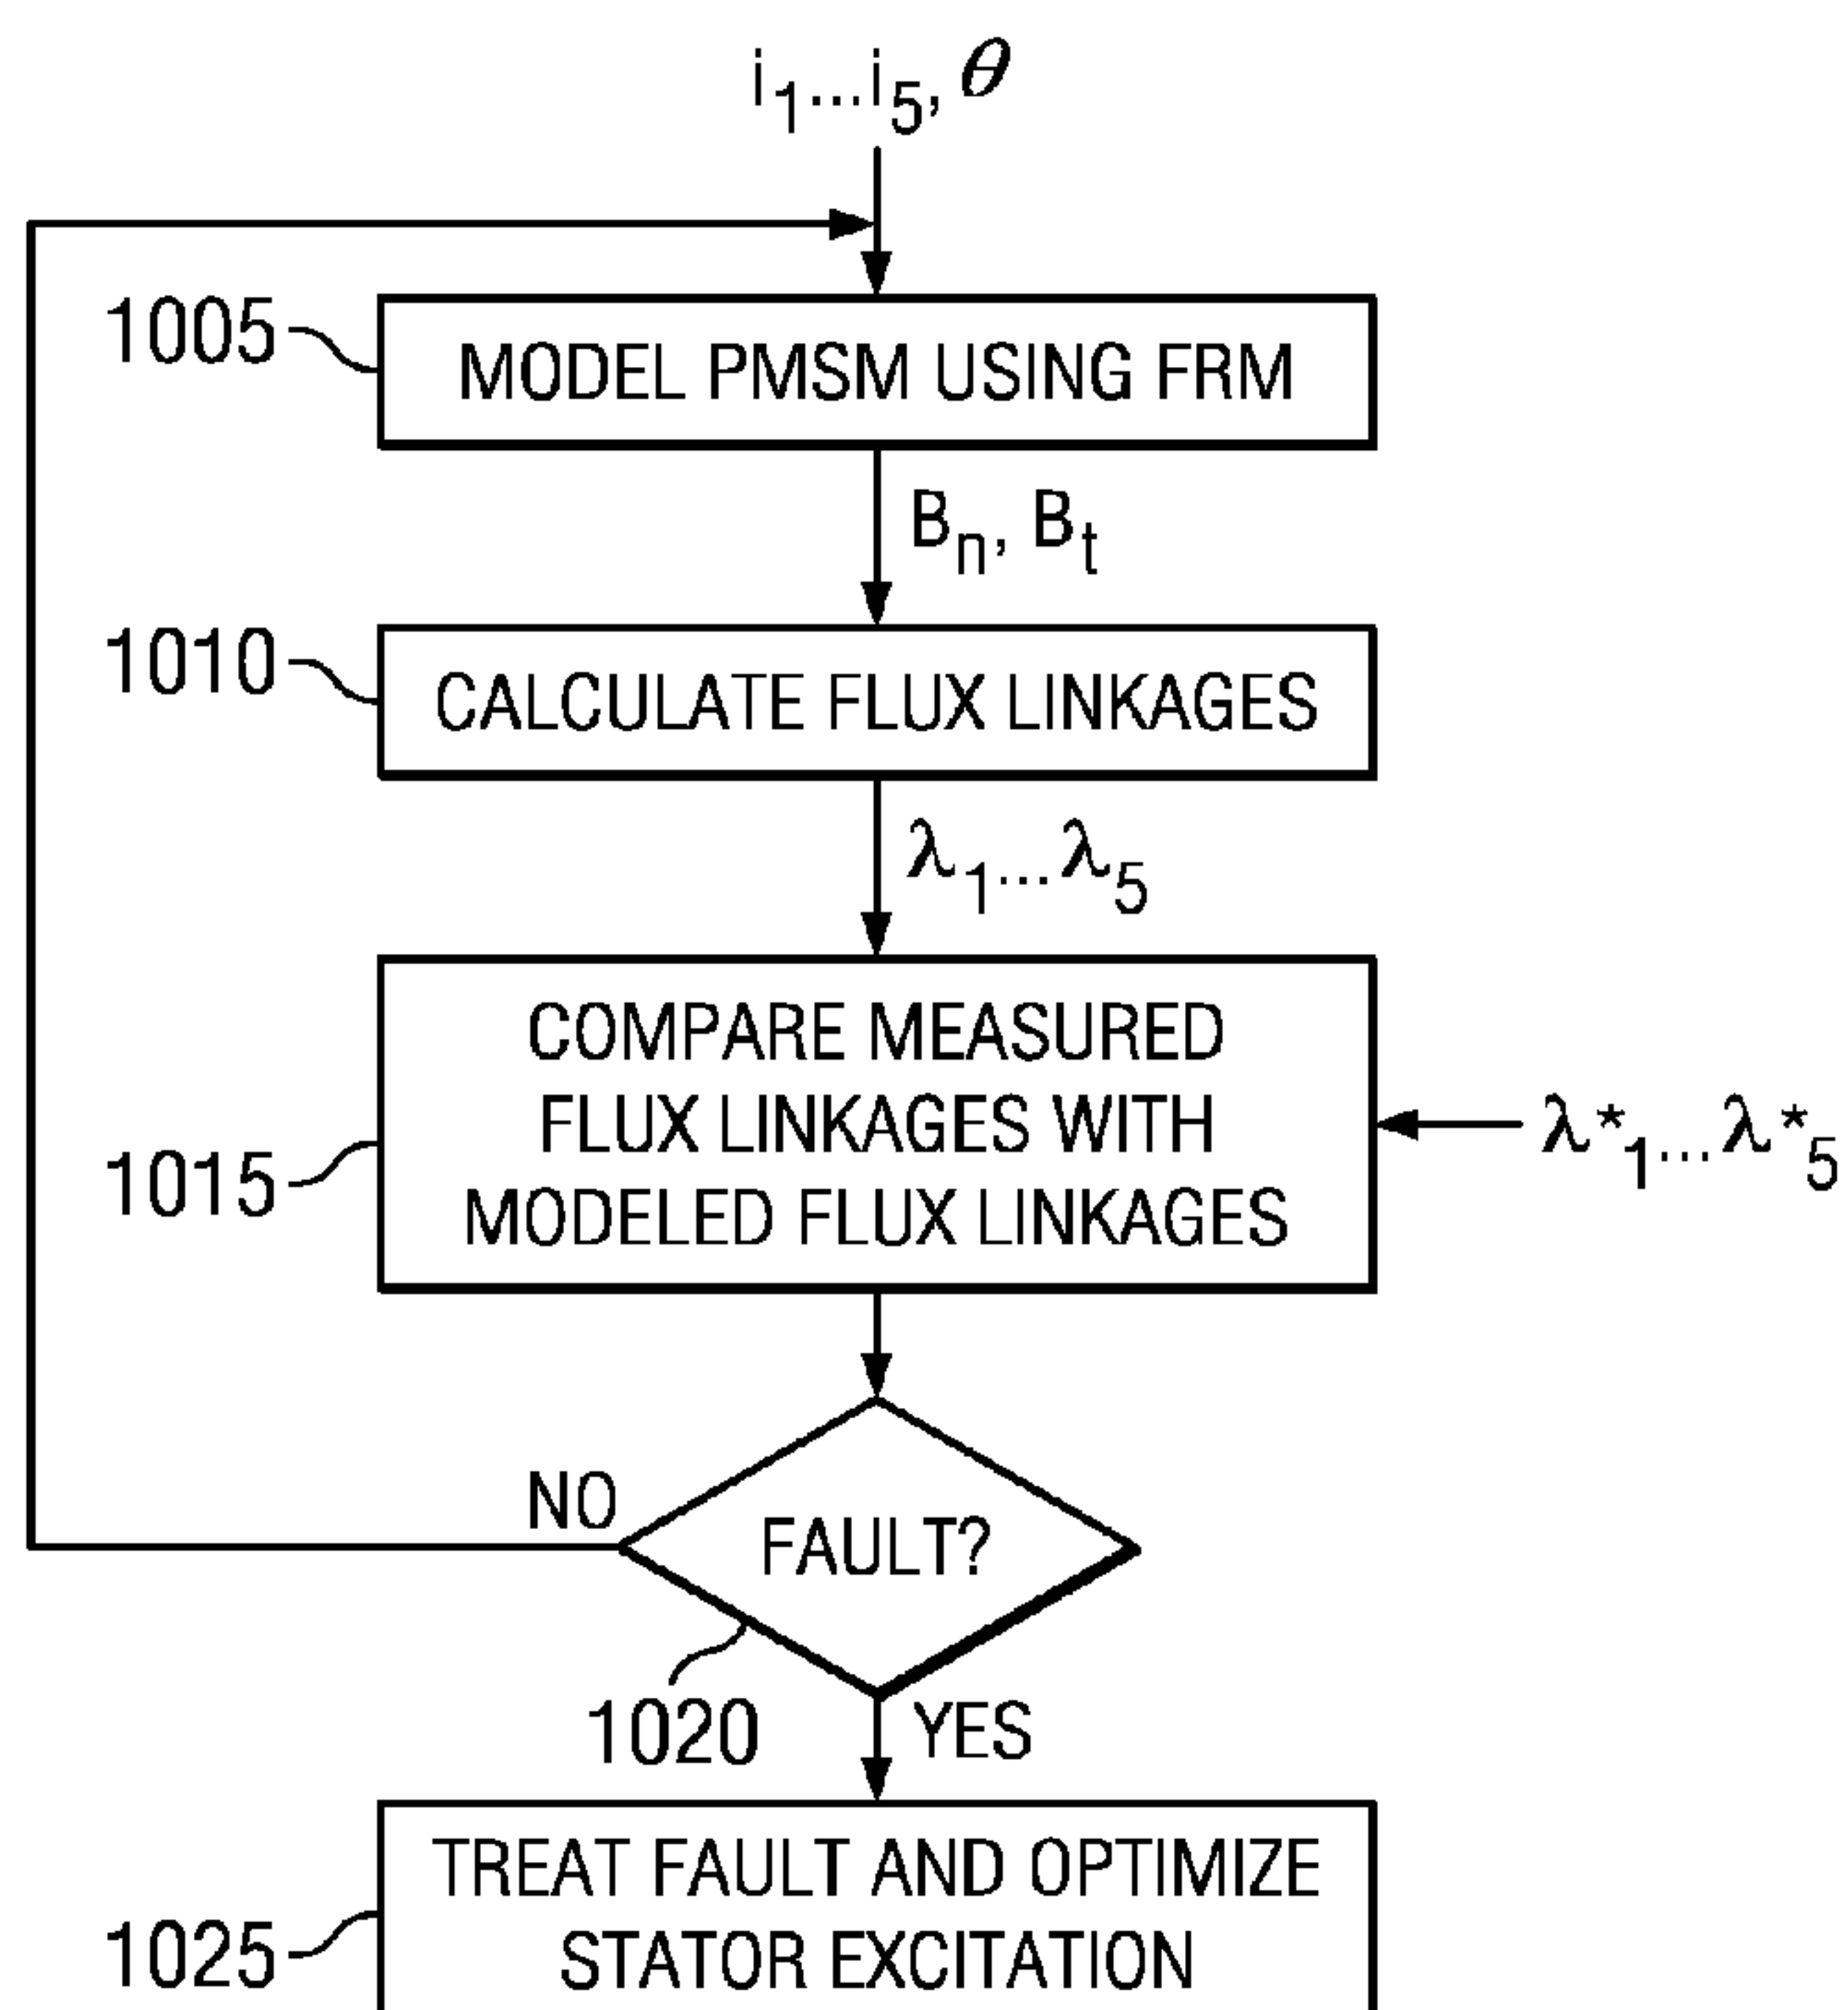 i1...i5, θ
1005
MODEL PMSM USING FRM
Bn, Bt
1010
CALCULATE FLUX LINKAGES
λ1...λ5
COMPARE MEASURED
FLUX LINKAGES WITH
MODELED FLUX LINKAGES
1015
λ*1...λ*5
NO
FAULT?
1020
YES
TREAT FAULT AND OPTIMIZE
STATOR EXCITATION
1025